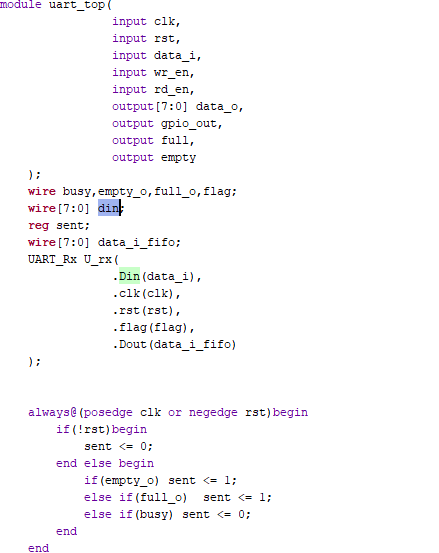 module uart_top(
input clk,
input rst,
input data_i,
input wr_en,
input rd_en,
output[7:0] data_o,
output gpio_out,
output full,
output empty
);
wire busy,empty_o,full_o,flag;
wire[7:0] din;
reg sent;
wire[7:0] data_i_fifo;
UART_Rx U_rx(
.Din(data_i),
.clk(clk),
.rst(rst),
.flag(flag),
.Dout(data_i_fifo)
);
always@(posedge clk or negedge rst)begin
if(!rst)begin
sent <= 0;
end else begin
if(empty_o) sent <= 1;
else if(full_o)  sent <= 1;
else if(busy) sent <= 0;
end
end